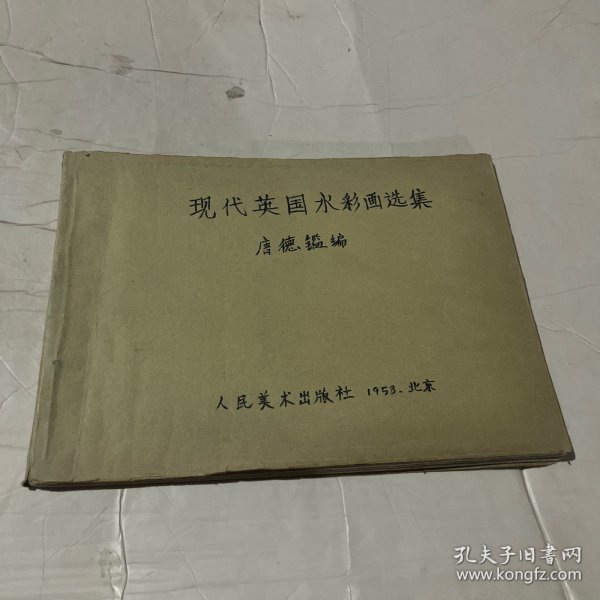 现代英国水彩画选集
唐德鑑编
人民美术出版社 1953.北京
孔夫子旧书网
www.kongfz.com